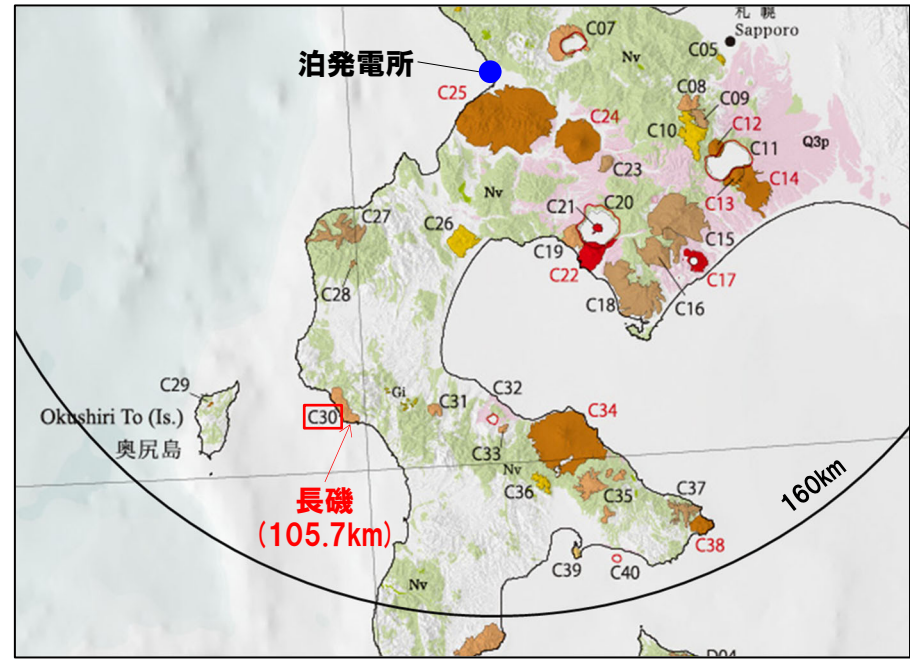 札幌
Sapporo
C07
Nv
C05
泊発電所
C25
C08
C09
C24
C10
C12
C11
Q3p
C23
C14
C13
Nv
C21
C20
C27
C26
C15
C19
C22
C17
C28
C18
C16
C29
Gi
C32
C31
C34
Okushiri To (Is.)
C30
奥尻島
C33
Nv
C36
C35
C37
160km
長磯
(105.7km)
C38
C39
C40
Nv
D04